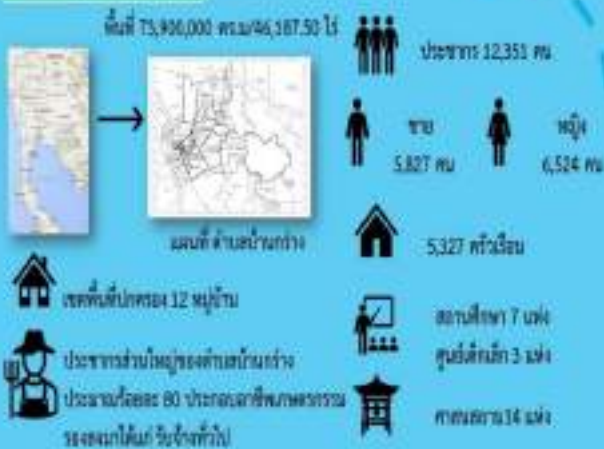 พื้นที่ 73,900,000 ตร.ม/46,187.50 ไร่
ประชากร 12,351 คน
ชาย
5,827 คน
หญิง
6,524 คน
แผนที่ ตำบลบ้านกร่าง
5,327 ครัวเรือน
เขตพื้นที่ปกครอง 12 หมู่บ้าน
ประชากรส่วนใหญ่ของตำบลบ้านกร่าง
ประมาณร้อยละ 80 ประกอบอาชีพเกษตรกรรม
รองลงมาได้แก่ รับจ้างทั่วไป
สถานศึกษา 7 แห่ง
ศูนย์เด็กเล็ก 3 แห่ง
ศาสนสถาน 14 แห่ง